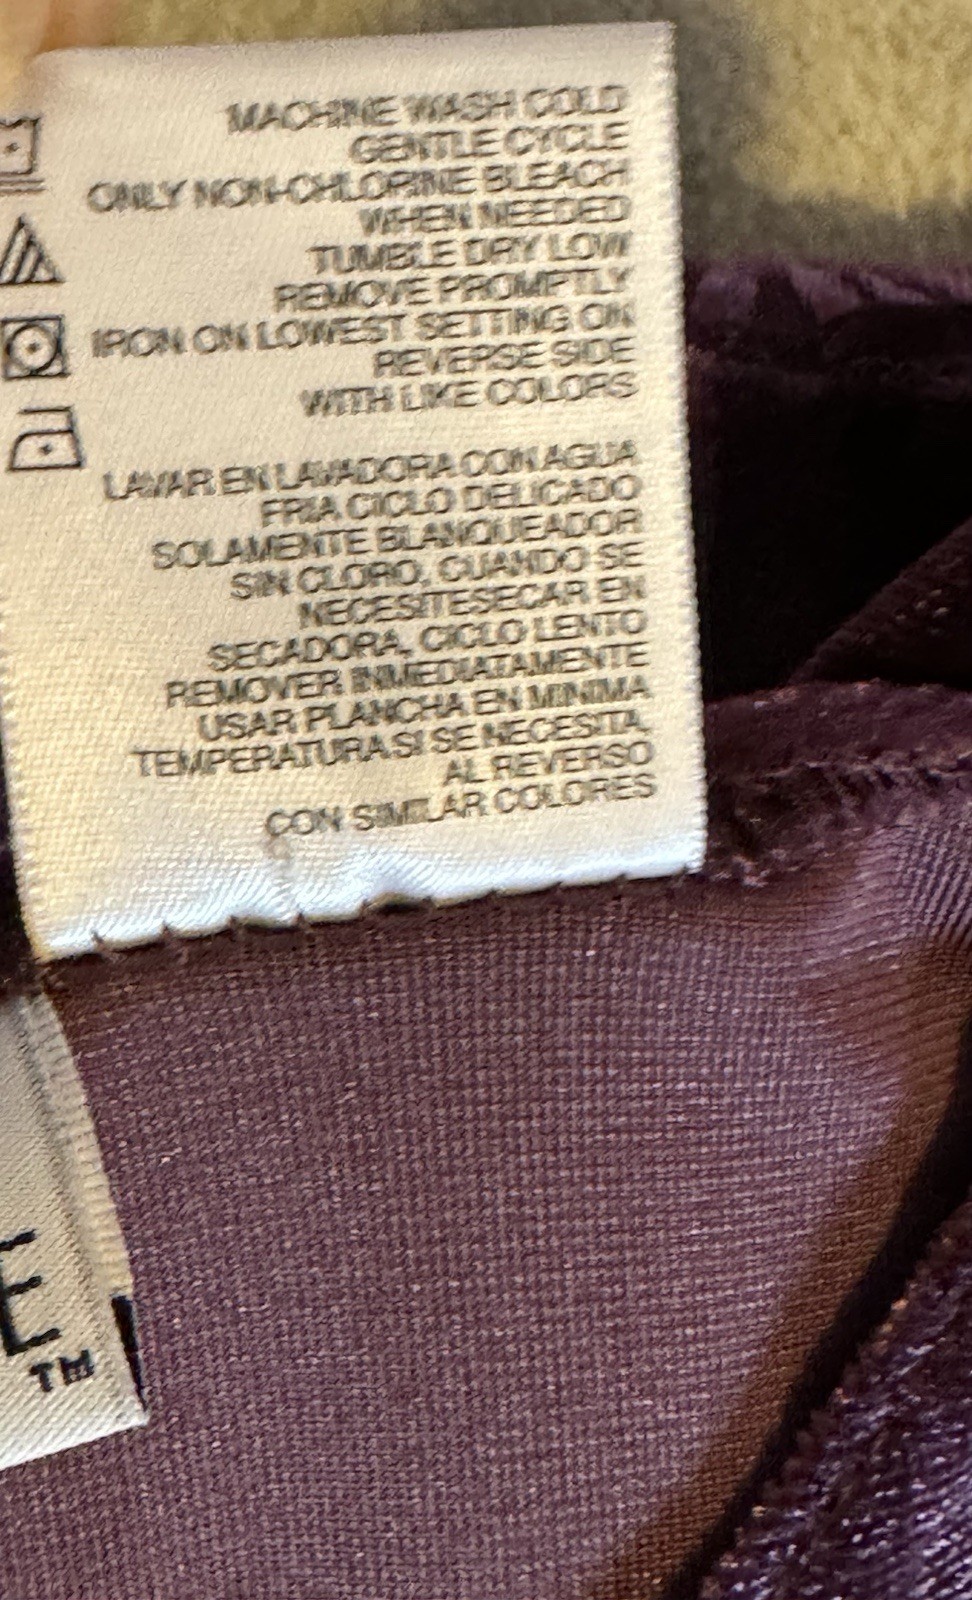 MACHINE WASH COLD
GENTLE CYCLE
ONLY NON-CHLORINE BLEACH
WHEN NEEDED
TUMBLE DRY LOW
REMOVE PROMPTLY
IRON ON LOWEST SETTING ON
REVERSE SIDE
WITH LIKE COLORS
LAVAR EN LAVADORA CON AGUA
FRIA CICLO DELICADO
SOLAMENTE BLANQUEADOR
SIN CLORO, CUANDO SE
NECESITESECAR EN
SECADORA, CICLO LENTO
REMOVER INMEDIATAMENTE
USAR PLANCHA EN MINIMA
TEMPERATURA SI SE NECESITA,
AL REVERSO
CON SIMILAR COLORES
E
TM